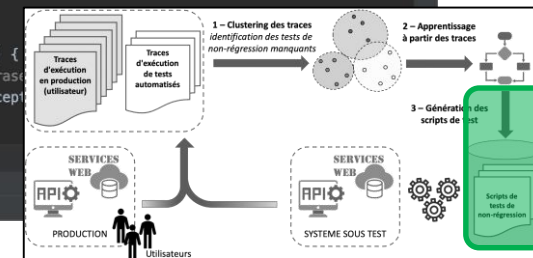 {
cept
Traces
d'exécution
en production
(utilisateur)
Traces
d'exécution
de tests
automatisés
1 – Clustering des traces
identification des tests de
non-régression manquants
2 – Apprentissage
à partir des traces
3 – Génération des
scripts de test
SERVICES
WEB
API
PRODUCTION
Utilisateurs
SERVICES
WEB
API
SYSTEME SOUS TEST
Scripts de
tests de
non-régression